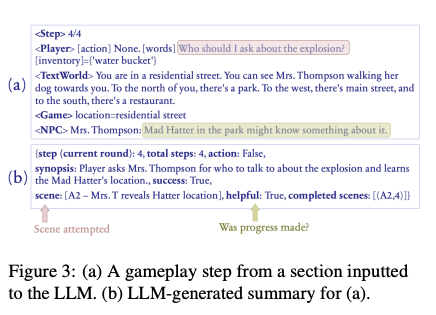 <Step> 4/4
<Player> [action] None. [words] Who should I ask about the explosion?
[inventory]={'water bucket'}
<TextWorld> You are in a residential street. You can see Mrs. Thompson walking her
dog towards you. To the north of you, there's a park. To the west, there's main street, and
to the south, there's a restaurant.
<Game> location=residential street
<NPC> Mrs. Thompson: Mad Hatter in the park might know something about it.
(a)
{step (current round): 4, total steps: 4, action: False,
synopsis: Player asks Mrs. Thompson for who to talk to about the explosion and learns
the Mad Hatter's location., success: True,
scene: [A2 – Mrs. T reveals Hatter location], helpful: True, completed scenes: [(A2,4)]}
(b)
Scene attempted
Was progress made?
Figure 3: (a) A gameplay step from a section inputted
to the LLM. (b) LLM-generated summary for (a).